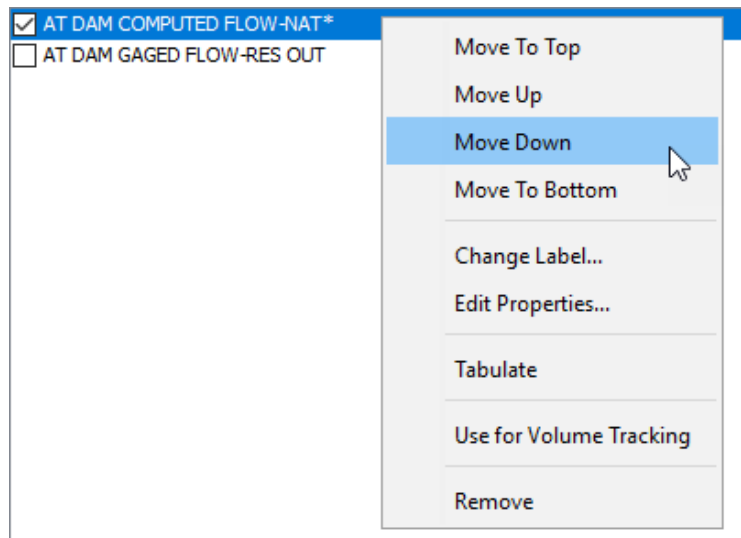 AT DAM COMPUTED FLOW-NAT*
AT DAM GAGED FLOW-RES OUT
Move To Top
Move Up
Move Down
Move To Bottom
Change Label...
Edit Properties...
Tabulate
Use for Volume Tracking
Remove